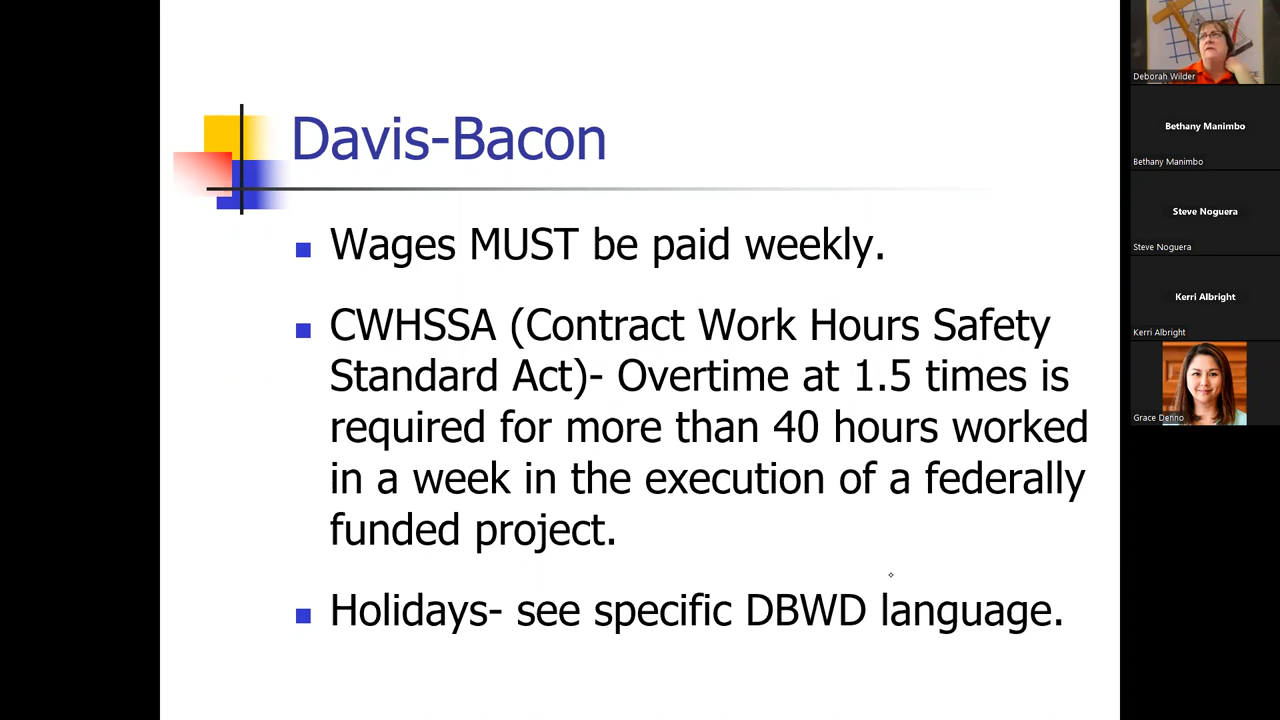 Davis-Bacon
Wages MUST be paid weekly.
CWHSSA (Contract Work Hours Safety
Standard Act)- Overtime at 1.5 times is
required for more than 40 hours worked
in a week in the execution of a federally
funded project.
Holidays- see specific DBWD language.
Deborah Wilder
Bethany Manimbo
Bethany Manimbo
Steve Noguera
Steve Noguera
Kerri Albright
Kerri Albright
Grace Denno